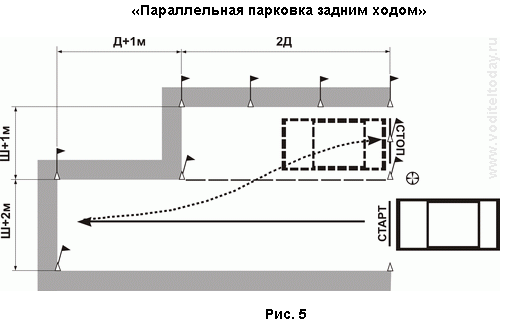 «Параллельная парковка задним ходом»
Д+1м
2Д
Ш+1м
СТОП
Ш+2м
СТАРТ
www.voditeltoday.ru
Рис. 5